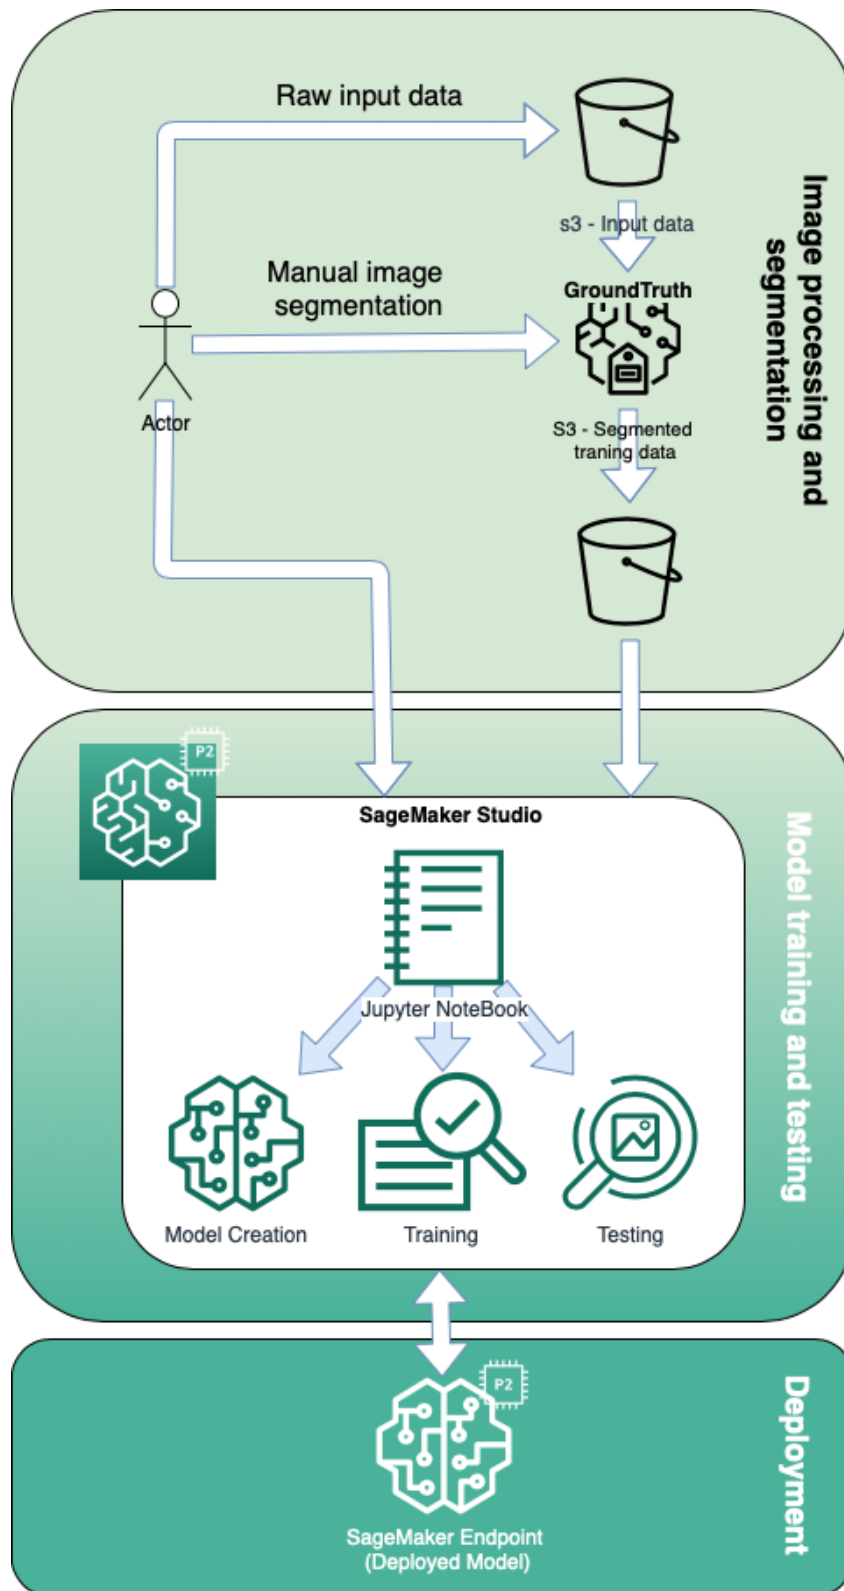 Raw input data
s3 - Input data
Manual image
segmentation
GroundTruth
Actor
S3 - Segmented
traning data
Image processing and
segmentation
P2
SageMaker Studio
Jupyter NoteBook
Model Creation
Training
Testing
Model training and testing
P2
SageMaker Endpoint
(Deployed Model)
Deployment